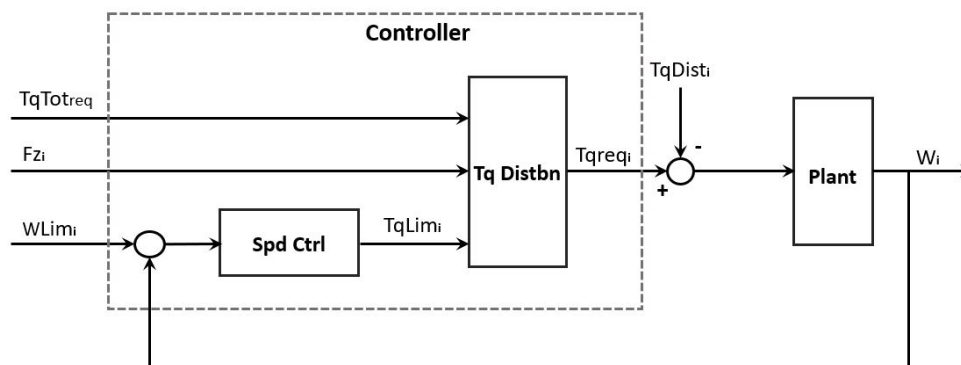 Controller
TqDistᵢ
TqTotreq
Fzᵢ
Tqreqᵢ
Wᵢ
-
Tq Distbn
Plant
+
WLimᵢ
TqLimᵢ
Spd Ctrl